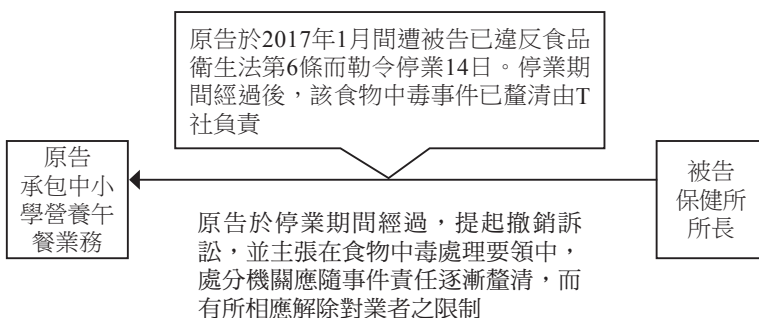 原告於2017年1月間遭被告已違反食品
衛生法第6條而勒令停業14日。停業期
間經過後，該食物中毒事件已釐清由T
社負責
原告
承包中小
學營養午
餐業務
被告
保健所
所長
原告於停業期間經過，提起撤銷訴
訟，並主張在食物中毒處理要領中，
處分機關應隨事件責任逐漸釐清，而
有所相應解除對業者之限制